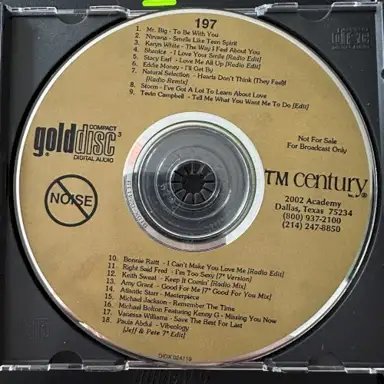 197
1. Mr. Big - To Be With You
2. Nirvana - Smells Like Teen Spirit
3. Karyn White - The Way I Feel About You
4. Shanice - I Love Your Smile [Radio Edit]
5. Stacy Earl - Love Me All Up [Radio Edit]
6. Eddie Money - I'll Get By
7. Natural Selection - Hearts Don't Think (They Feel)!
[Radio Remix]
8. Storm - I've Got A Lot To Learn About Love
9. Tevin Campbell - Tell Me What You Want Me To Do [Edit]
COMPACT
golddisc
3
DIGITAL AUDIO
NOISE
Not For Sale
For Broadcast Only
TM century
®
2002 Academy
Dallas, Texas 75234
(800) 937-2100
(214) 247-8850
10. Bonnie Raitt - I Can't Make You Love Me [Radio Edit]
11. Right Said Fred - I'm Too Sexy [7" Version]
12. Keith Sweat - Keep It Comin' [Radio Mix]
13. Amy Grant - Good For Me [7" Good For You Mix]
14. Atlantic Starr - Masterpiece
15. Michael Jackson - Remember The Time
16. Michael Bolton Featuring Kenny G - Missing You Now
17. Vanessa Williams - Save The Best For Last
18. Paula Abdul - Vibeology
[Jeff & Pete 7" Edit]